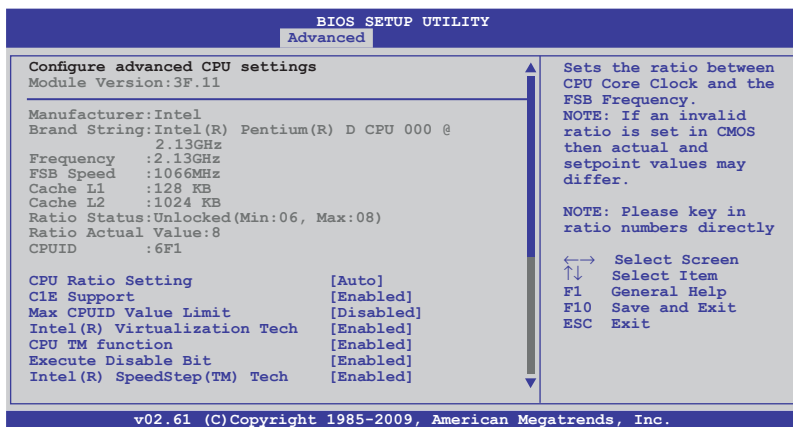 BIOS SETUP UTILITY
Advanced
Configure advanced CPU settings
Module Version:3F.11
Manufacturer:Intel
Brand String:Intel(R) Pentium(R) D CPU 000 @
2.13GHz
Frequency :2.13GHz
FSB Speed :1066MHz
Cache L1 :128 KB
Cache L2 :1024 KB
Ratio Status:Unlocked(Min:06, Max:08)
Ratio Actual Value:8
CPUID :6F1
CPU Ratio Setting [Auto]
C1E Support [Enabled]
Max CPUID Value Limit [Disabled]
Intel(R) Virtualization Tech [Enabled]
CPU TM function [Enabled]
Execute Disable Bit [Enabled]
Intel(R) SpeedStep(TM) Tech [Enabled]
Sets the ratio between
CPU Core Clock and the
FSB Frequency.
NOTE: If an invalid
ratio is set in CMOS
then actual and
setpoint values may
differ.
NOTE: Please key in
ratio numbers directly
←→ Select Screen
↑↓ Select Item
F1 General Help
F10 Save and Exit
ESC Exit
v02.61 (C)Copyright 1985-2009, American Megatrends, Inc.